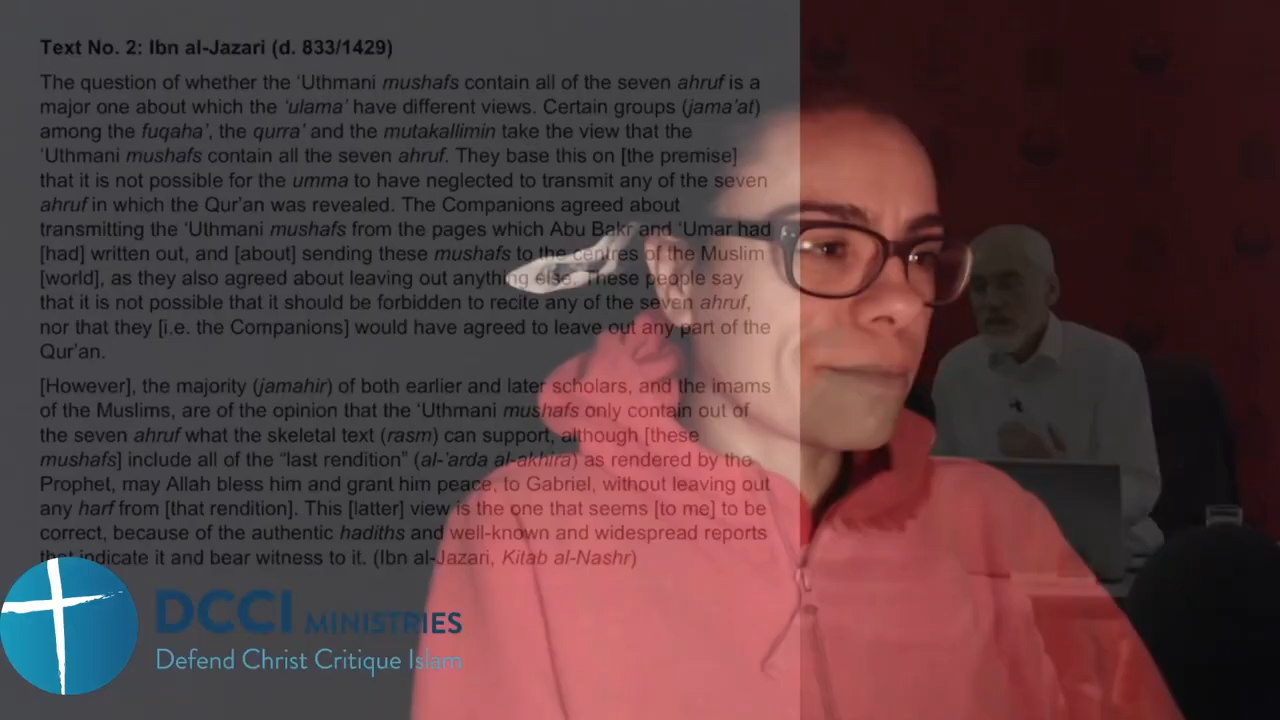 Text No. 2: Ibn al-Jazari (d. 833/1429)
The question of whether the ‘Uthmani mushafs contain all of the seven ahruf is a
major one about which the ‘ulama’ have different views. Certain groups (jama’at)
among the fuqaha’, the qurra’ and the mutakallimin take the view that the
‘Uthmani mushafs contain all the seven ahruf. They base this on [the premise]
that it is not possible for the umma to have neglected to transmit any of the seven
ahruf in which the Qur’an was revealed. The Companions agreed about
transmitting the ‘Uthmani mushafs from the pages which Abu Bakr and ‘Umar had
[had] written out, and [about] sending these mushafs to the centres of the Muslim
[world], as they also agreed about leaving out anything else. These people say
that it is not possible that it should be forbidden to recite any of the seven ahruf,
nor that they [i.e. the Companions] would have agreed to leave out any part of the
Qur’an.
[However], the majority (jamahir) of both earlier and later scholars, and the imams
of the Muslims, are of the opinion that the ‘Uthmani mushafs only contain out of
the seven ahruf what the skeletal text (rasm) can support, although [these
mushafs] include all of the “last rendition” (al-‘arda al-akhira) as rendered by the
Prophet, may Allah bless him and grant him peace, to Gabriel, without leaving out
any harf from [that rendition]. This [latter] view is the one that seems [to me] to be
correct, because of the authentic hadiths and well-known and widespread reports
that indicate it and bear witness to it. (Ibn al-Jazari, Kitab al-Nashr)
DCCI MINISTRIES
Defend Christ Critique Islam